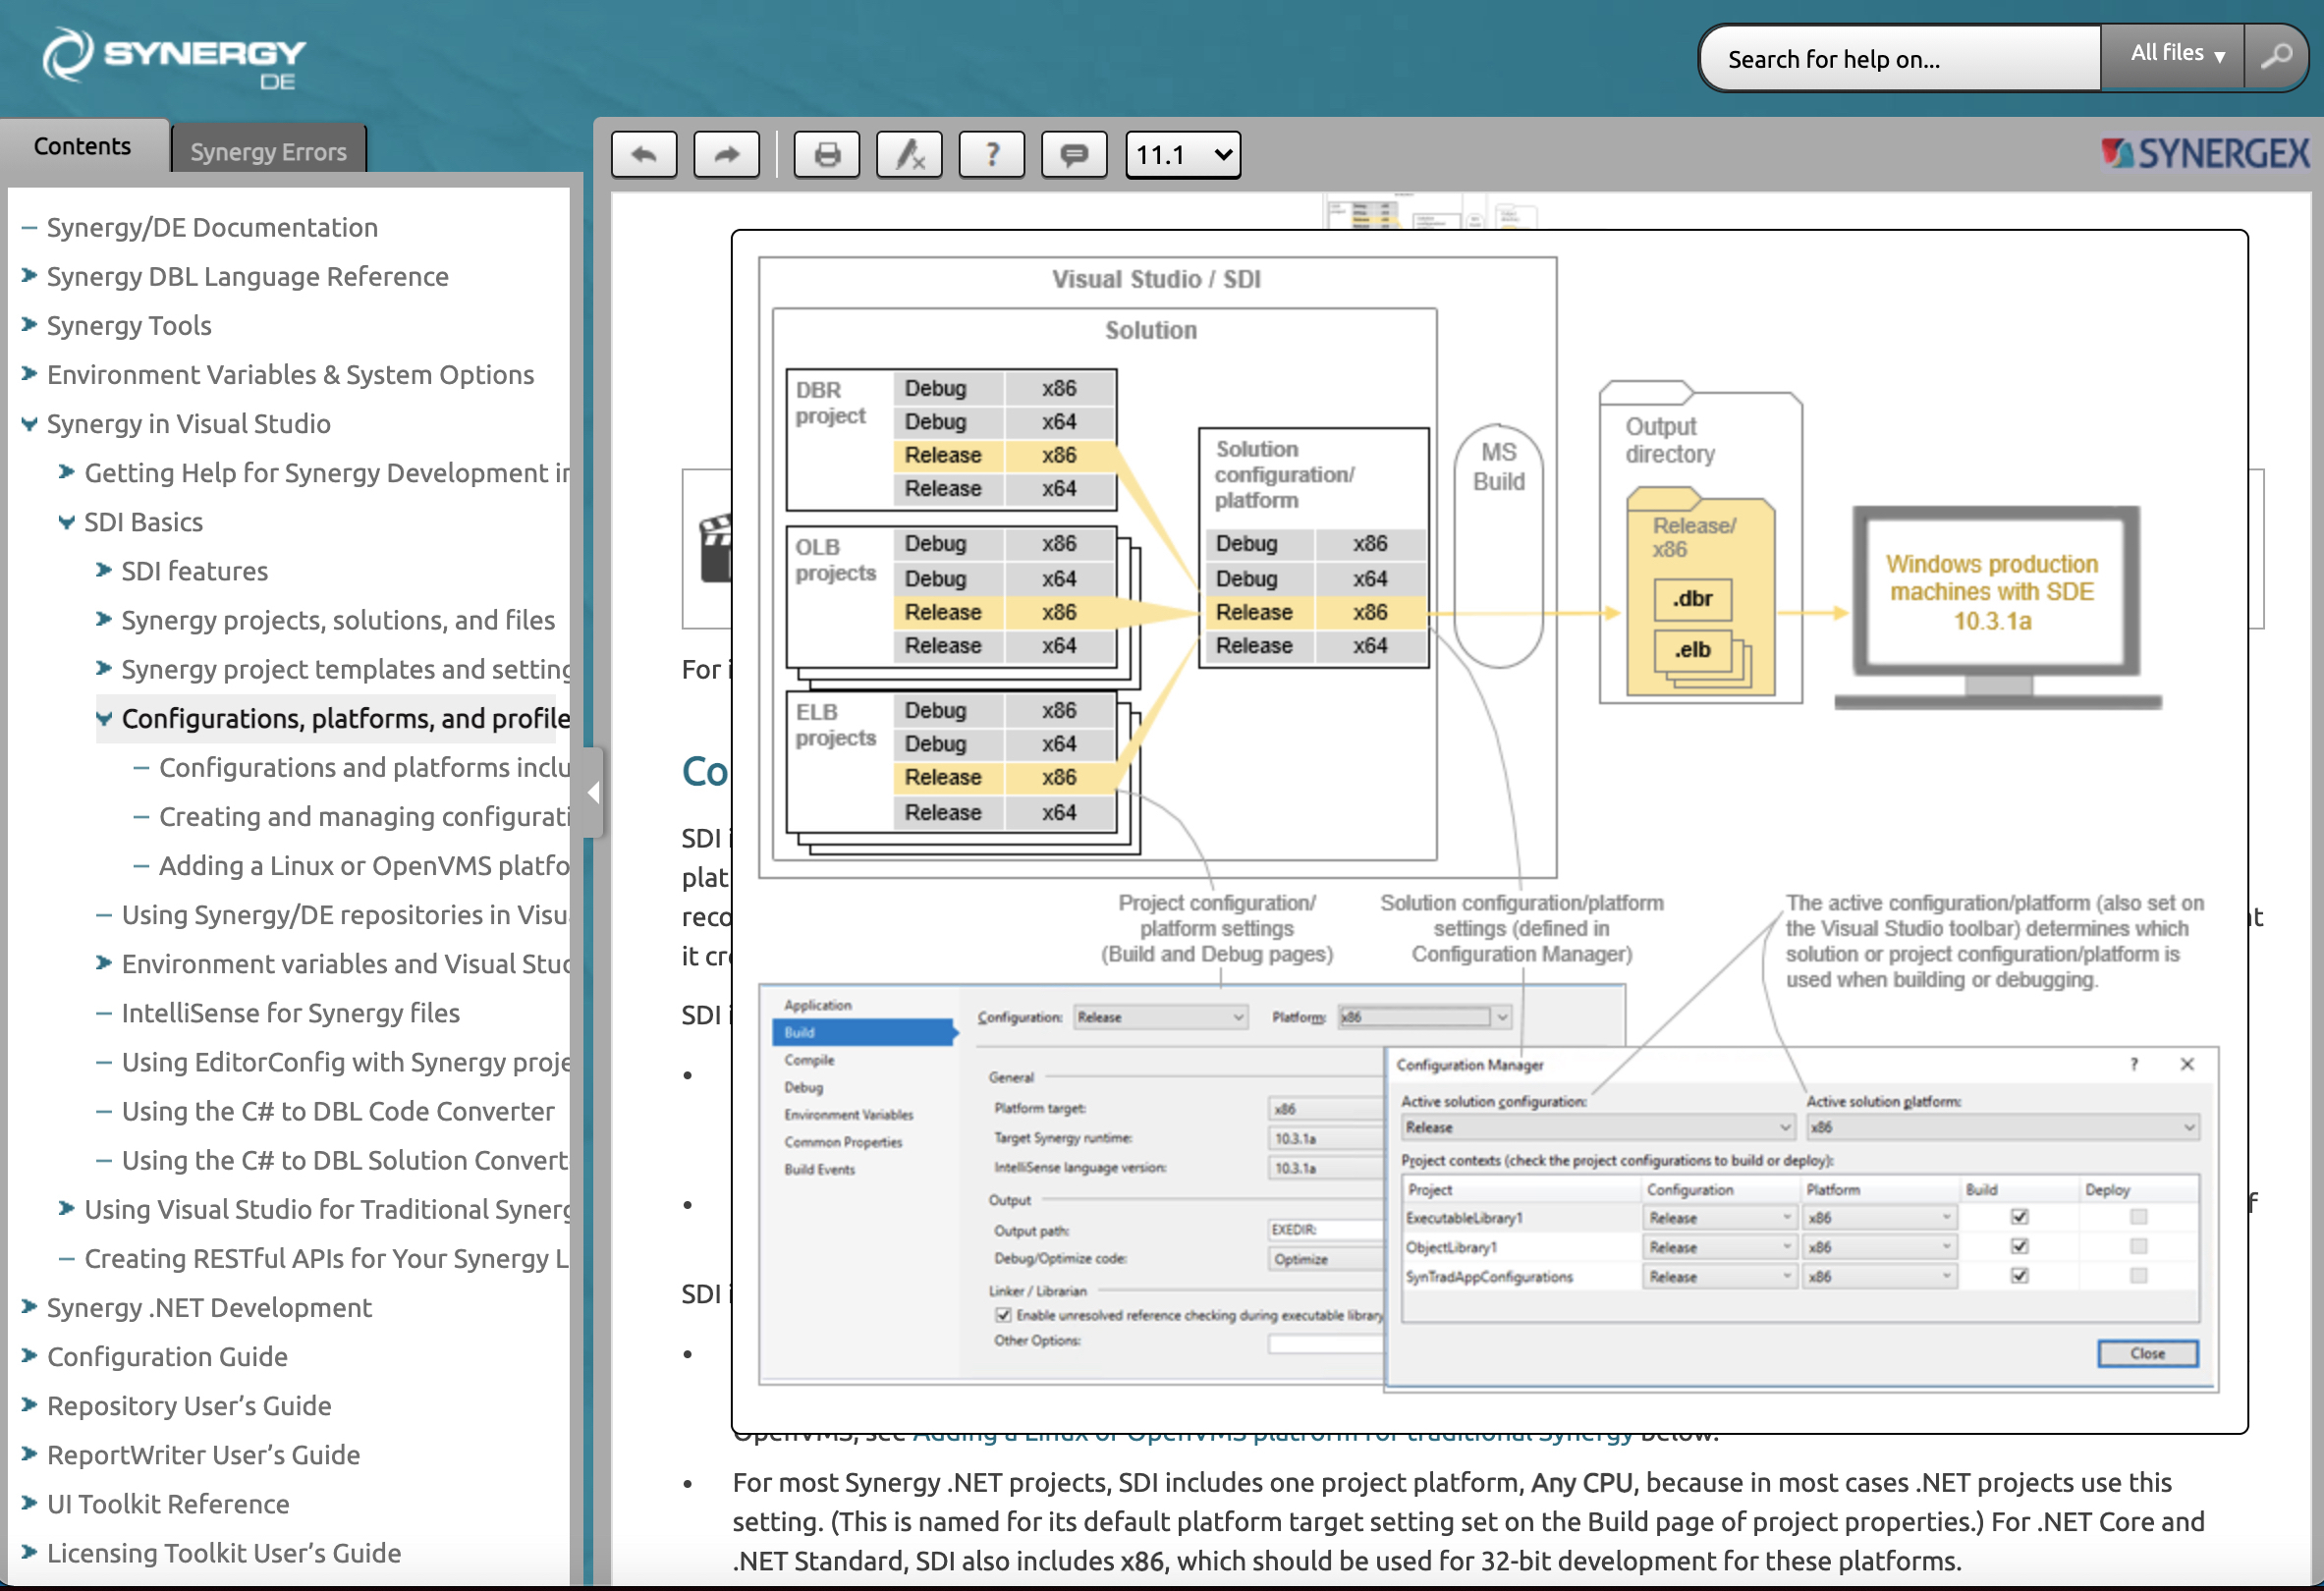 SYNERGY
DE
Search for help on...
All files
Contents
Synergy Errors
11.1
SYNERGEX
Synergy/DE Documentation
Synergy DBL Language Reference
Synergy Tools
Environment Variables & System Options
Synergy in Visual Studio
Getting Help for Synergy Development in
SDI Basics
SDI features
Synergy projects, solutions, and files
Synergy project templates and setting
Configurations, platforms, and profile
Configurations and platforms inclu
Creating and managing configurati
Adding a Linux or OpenVMS platfo
Using Synergy/DE repositories in Visu
Environment variables and Visual Stud
IntelliSense for Synergy files
Using EditorConfig with Synergy proje
Using the C# to DBL Code Converter
Using the C# to DBL Solution Convert
Using Visual Studio for Traditional Synerg
Creating RESTful APIs for Your Synergy L
Synergy .NET Development
Configuration Guide
Repository User's Guide
ReportWriter User's Guide
UI Toolkit Reference
Licensing Toolkit User's Guide
Visual Studio / SDI
Solution
DBR
project
Debug x86
Debug x64
Release x86
Release x64
OLB
projects
Debug x86
Debug x64
Release x86
Release x64
ELB
projects
Debug x86
Debug x64
Release x86
Release x64
Solution
configuration/
platform
Debug x86
Debug x64
Release x86
Release x64
MS
Build
Output
directory
Release/
x86
.dbr
.elb
Windows production
machines with SDE
10.3.1a
Project configuration/
platform settings
(Build and Debug pages)
Solution configuration/platform
settings (defined in
Configuration Manager)
The active configuration/platform (also set on
the Visual Studio toolbar) determines which
solution or project configuration/platform is
used when building or debugging.
Application
Build
Compile
Debug
Environment Variables
Common Properties
Build Events
Configuration: Release Platform: x86
General
Platform target: x86
Target Synergy runtime: 10.3.1a
IntelliSense language version: 10.3.1a
Output
Output path: EXEDIR:
Debug/Optimize code: Optimize
Linker / Librarian
Enable unresolved reference checking during executable library
Other Options:
Configuration Manager ?
Active solution configuration: Active solution platform:
Release x86
Project contexts (check the project configurations to build or deploy):
Project Configuration Platform Build Deploy
ExecutableLibrary1 Release x86
ObjectLibrary1 Release x86
SynTradAppConfigurations Release x86
Close
For i
Co
SDI i
plat
reco
it cre
SDI i
SDI i
OpenVMS, see Adding a Linux or OpenVMS platform for traditional Synergy below.
• For most Synergy .NET projects, SDI includes one project platform, Any CPU, because in most cases .NET projects use this
setting. (This is named for its default platform target setting set on the Build page of project properties.) For .NET Core and
.NET Standard, SDI also includes x86, which should be used for 32-bit development for these platforms.